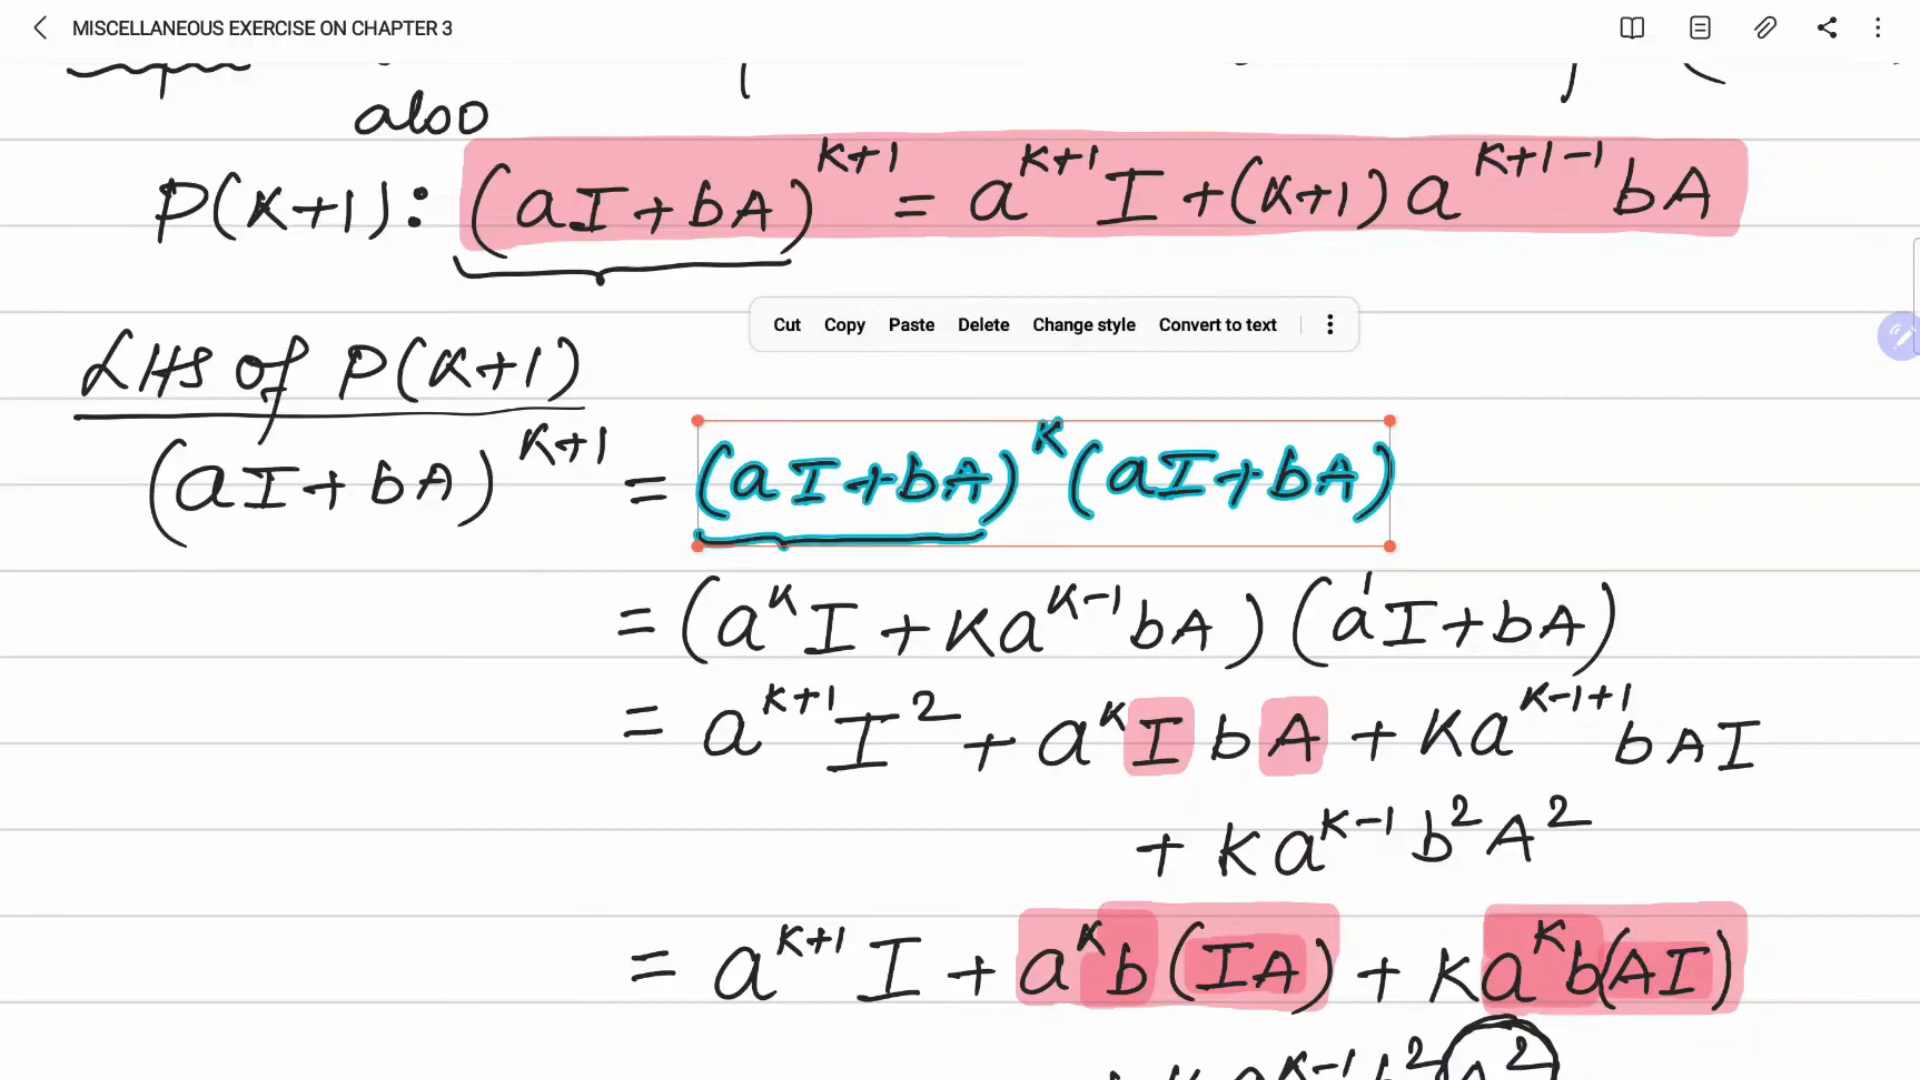 MISCELLANEOUS EXERCISE ON CHAPTER 3
also
P(K+1): (aI+bA)^{K+1} = a^{K+1} I + (K+1) a^{K+1-1} bA
Cut Copy Paste Delete Change style Convert to text
LHS of P(K+1)
(aI+bA)^{K+1} = (aI+bA)^K (aI+bA)
= (a^K I + Ka^{K-1} bA) (a^1 I + bA)
= a^{K+1} I^2 + a^K I b A + Ka^{K-1+1} bAI
+ Ka^{K-1} b^2 A^2
= a^{K+1} I + a^K b (IA) + Ka^K b(AI)